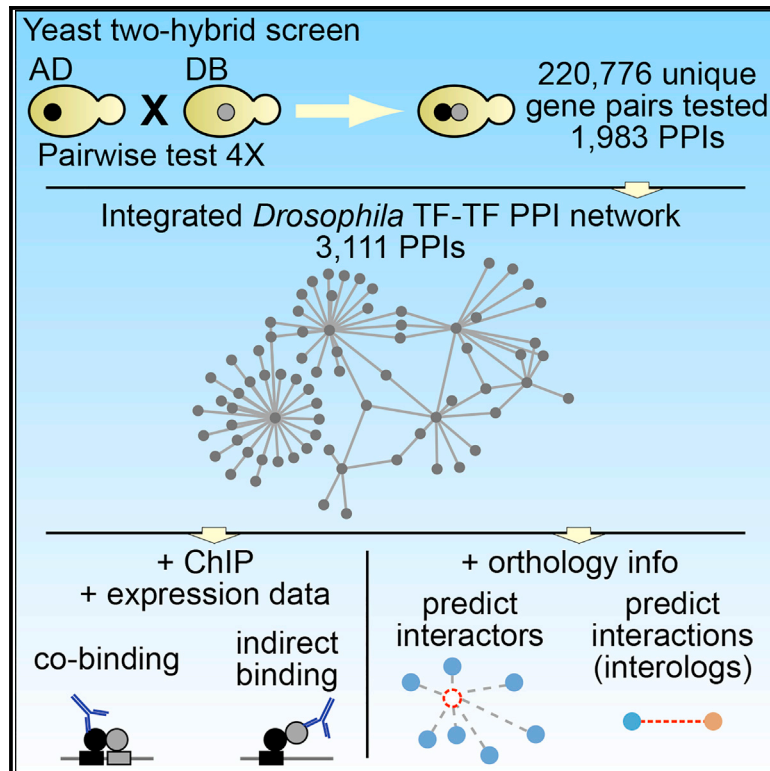 Yeast two-hybrid screen
AD
DB
X
Pairwise test 4X
220,776 unique
gene pairs tested
1,983 PPIs
Integrated Drosophila TF-TF PPI network
3,111 PPIs
+ ChIP
+ expression data
co-binding
indirect
binding
+ orthology info
predict
interactors
predict
interactions
(interologs)